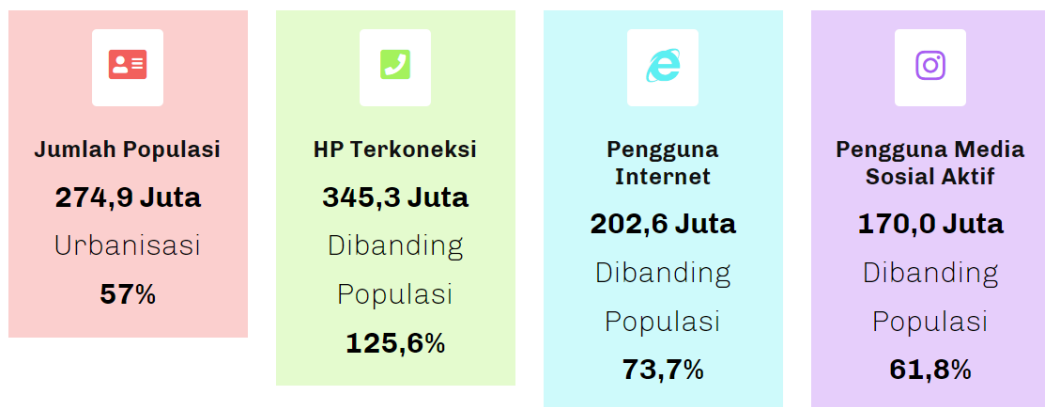 Jumlah Populasi
274,9 Juta
Urbanisasi
57%
HP Terkoneksi
345,3 Juta
Dibanding
Populasi
125,6%
Pengguna
Internet
202,6 Juta
Dibanding
Populasi
73,7%
Pengguna Media
Sosial Aktif
170,0 Juta
Dibanding
Populasi
61,8%